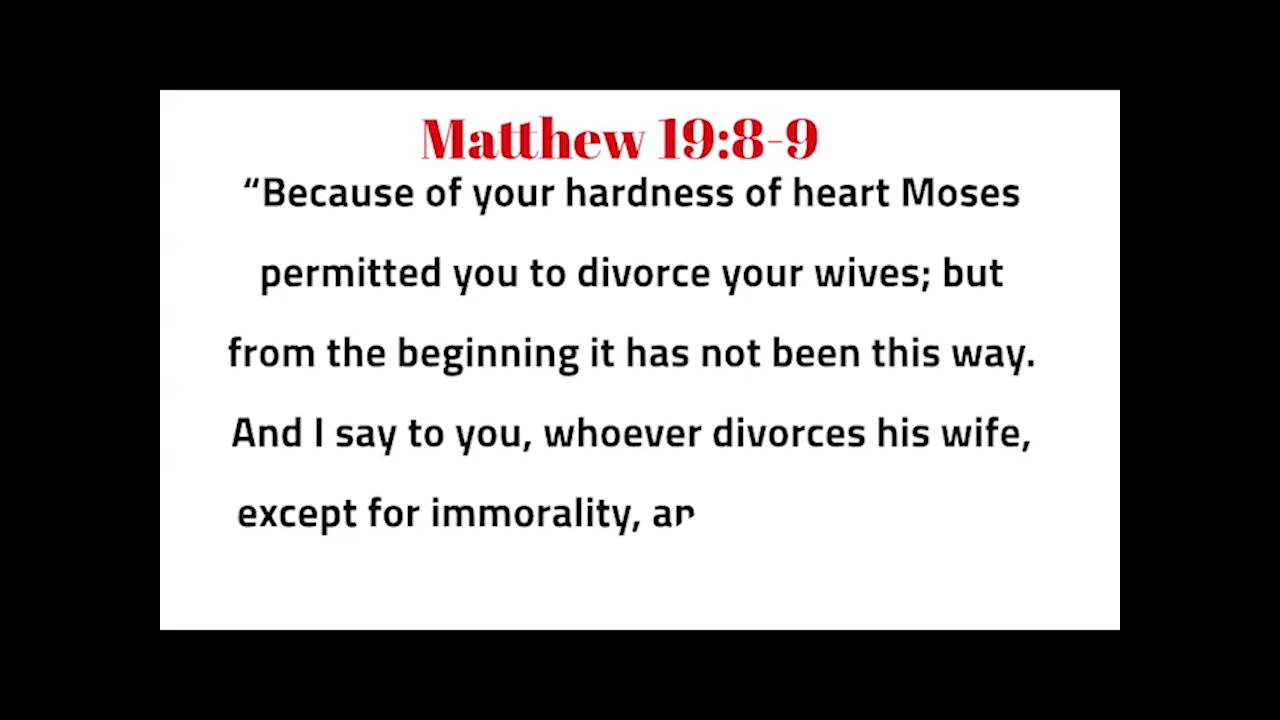 Matthew 19:8-9
“Because of your hardness of heart Moses
permitted you to divorce your wives; but
from the beginning it has not been this way.
And I say to you, whoever divorces his wife,
except for immorality,